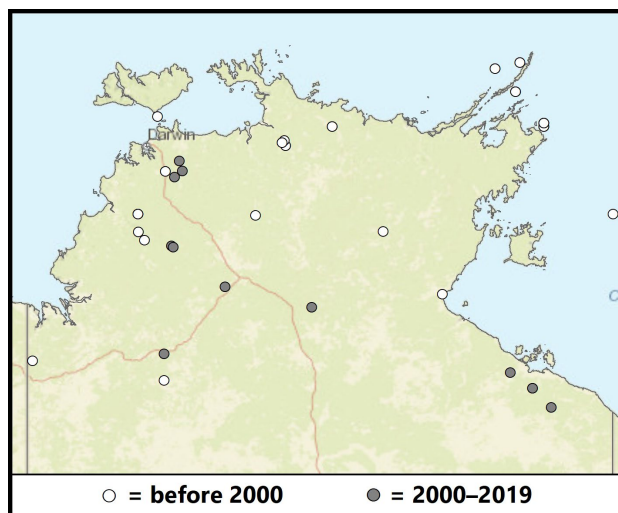 Darwin
C
= before 2000
= 2000–2019